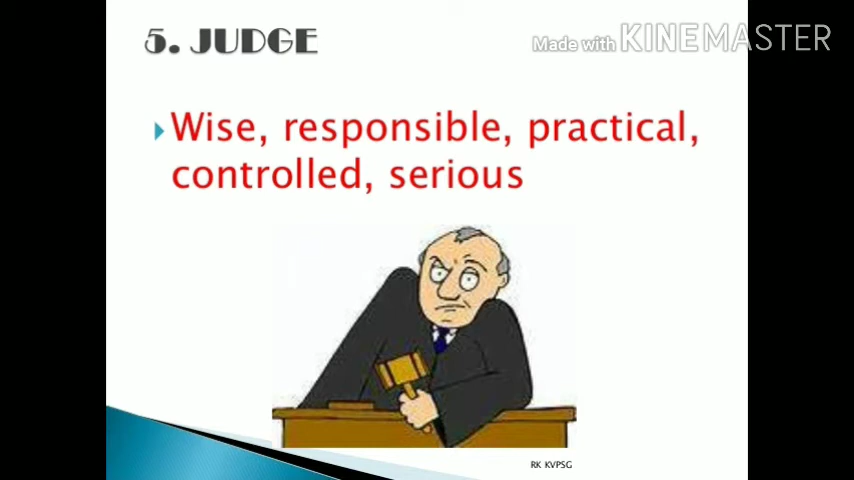 5. JUDGE
Made with KINEMASTER
Wise, responsible, practical,
controlled, serious
RK KVPSG